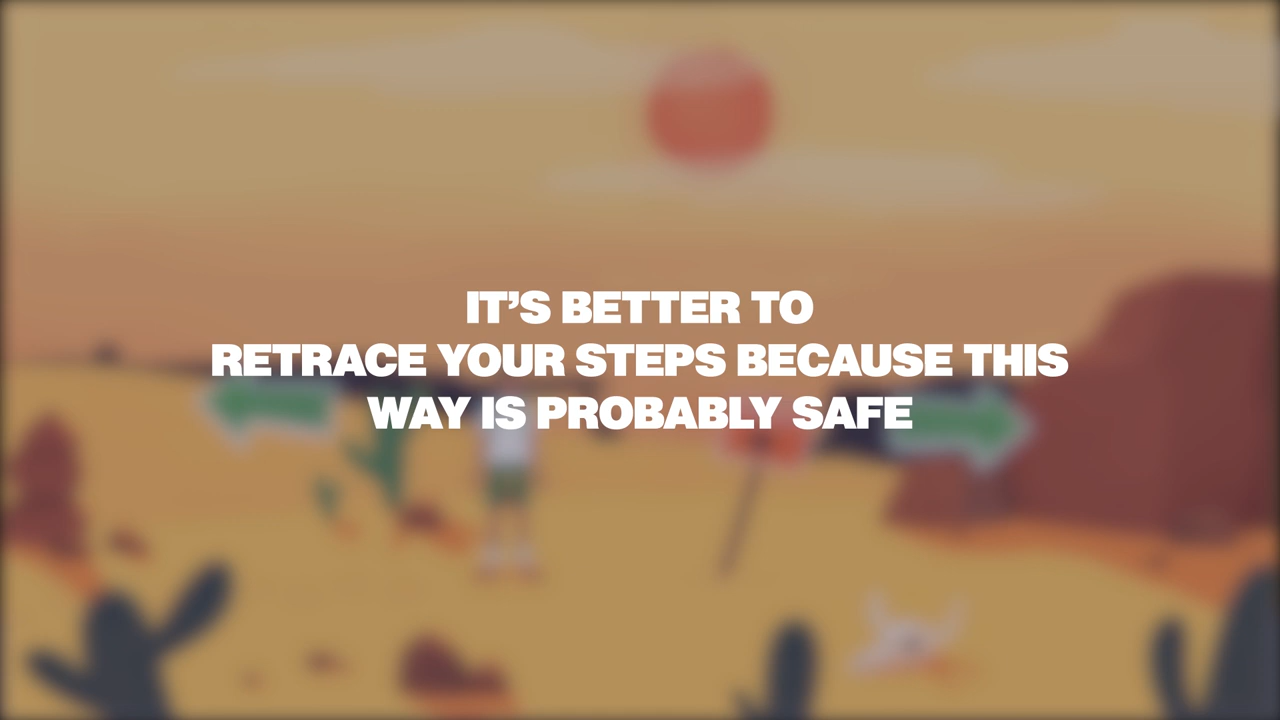 IT’S BETTER TO
RETRACE YOUR STEPS BECAUSE THIS
WAY IS PROBABLY SAFE